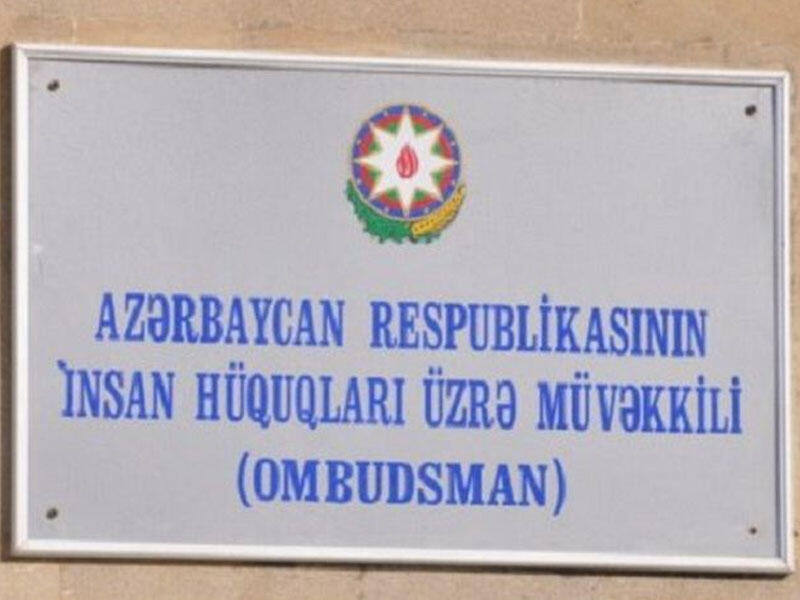 AZƏRBAYCAN RESPUBLİKASININ
İNSAN HÜQUQLARI ÜZRƏ MÜVƏKKİLİ
(OMBUDSMAN)